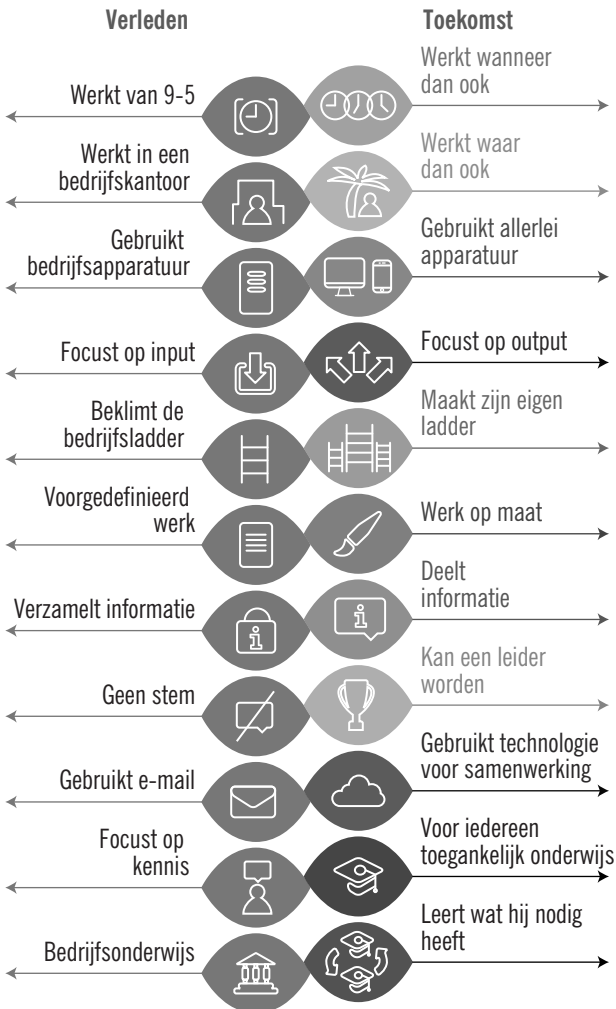 Verleden
Toekomst
Werkt van 9-5
Werkt wanneer
dan ook
Werkt in een
bedrijfskantoor
Werkt waar
dan ook
Gebruikt
bedrijfsapparatuur
Gebruikt allerlei
apparatuur
Focust op input
Focust op output
Beklimt de
bedrijfsladder
Maakt zijn eigen
ladder
Voorgedefinieerd
werk
Werk op maat
Verzamelt informatie
Deelt
informatie
Geen stem
Kan een leider
worden
Gebruikt e-mail
Gebruikt technologie
voor samenwerking
Focust op
kennis
Voor iedereen
toegankelijk onderwijs
Bedrijfsonderwijs
Leert wat hij nodig
heeft